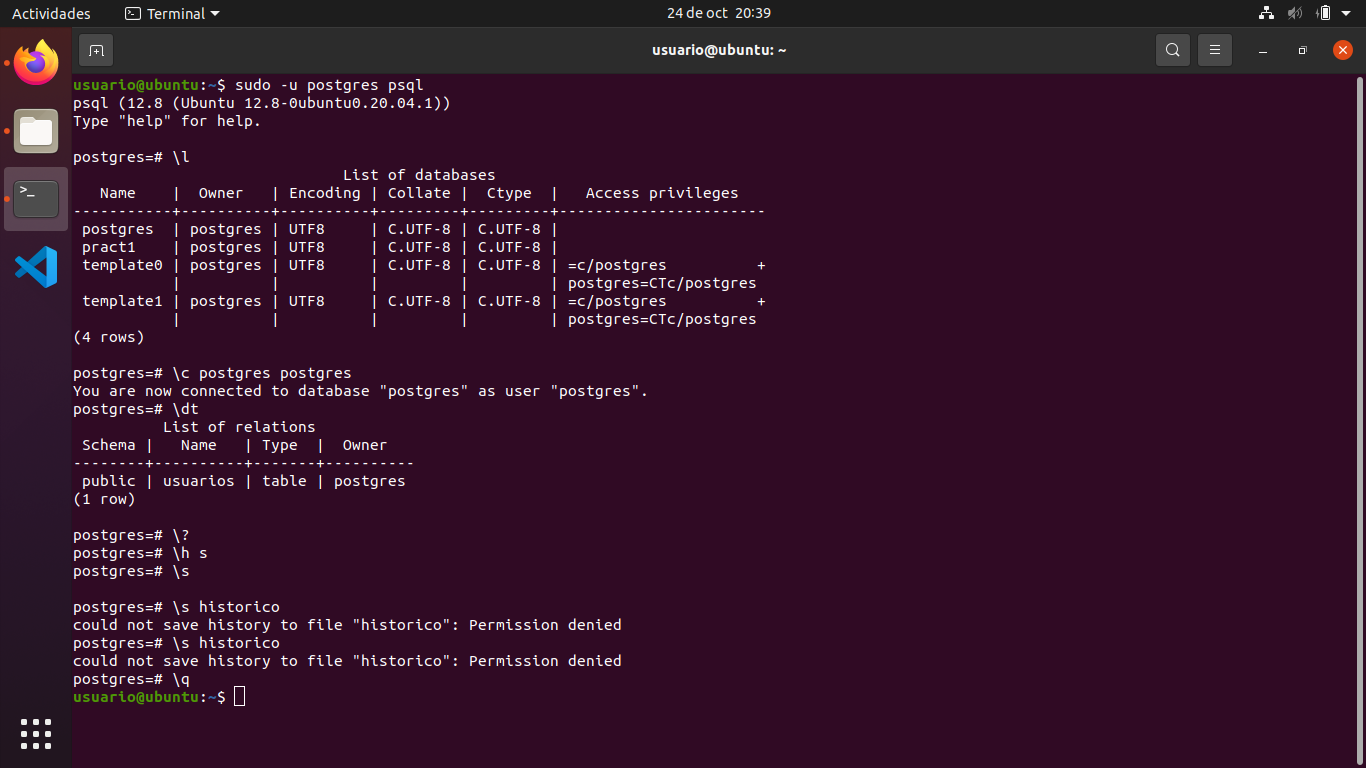 Actividades Terminal 24 de oct 20:39
usuario@ubuntu: ~
usuario@ubuntu:~$ sudo -u postgres psql
psql (12.8 (Ubuntu 12.8-0ubuntu0.20.04.1))
Type "help" for help.
postgres=# \l
                              List of databases
   Name    |  Owner   | Encoding | Collate |  Ctype  |   Access privileges
-----------+----------+----------+---------+---------+-----------------------
 postgres  | postgres | UTF8     | C.UTF-8 | C.UTF-8 |
 pract1    | postgres | UTF8     | C.UTF-8 | C.UTF-8 |
 template0 | postgres | UTF8     | C.UTF-8 | C.UTF-8 | =c/postgres          +
           |          |          |         |         | postgres=CTc/postgres
 template1 | postgres | UTF8     | C.UTF-8 | C.UTF-8 | =c/postgres          +
           |          |          |         |         | postgres=CTc/postgres
(4 rows)
postgres=# \c postgres postgres
You are now connected to database "postgres" as user "postgres".
postgres=# \dt
          List of relations
 Schema |   Name   | Type  |  Owner
--------+----------+-------+----------
 public | usuarios | table | postgres
(1 row)
postgres=# \?
postgres=# \h s
postgres=# \s
postgres=# \s historico
could not save history to file "historico": Permission denied
postgres=# \s historico
could not save history to file "historico": Permission denied
postgres=# \q
usuario@ubuntu:~$